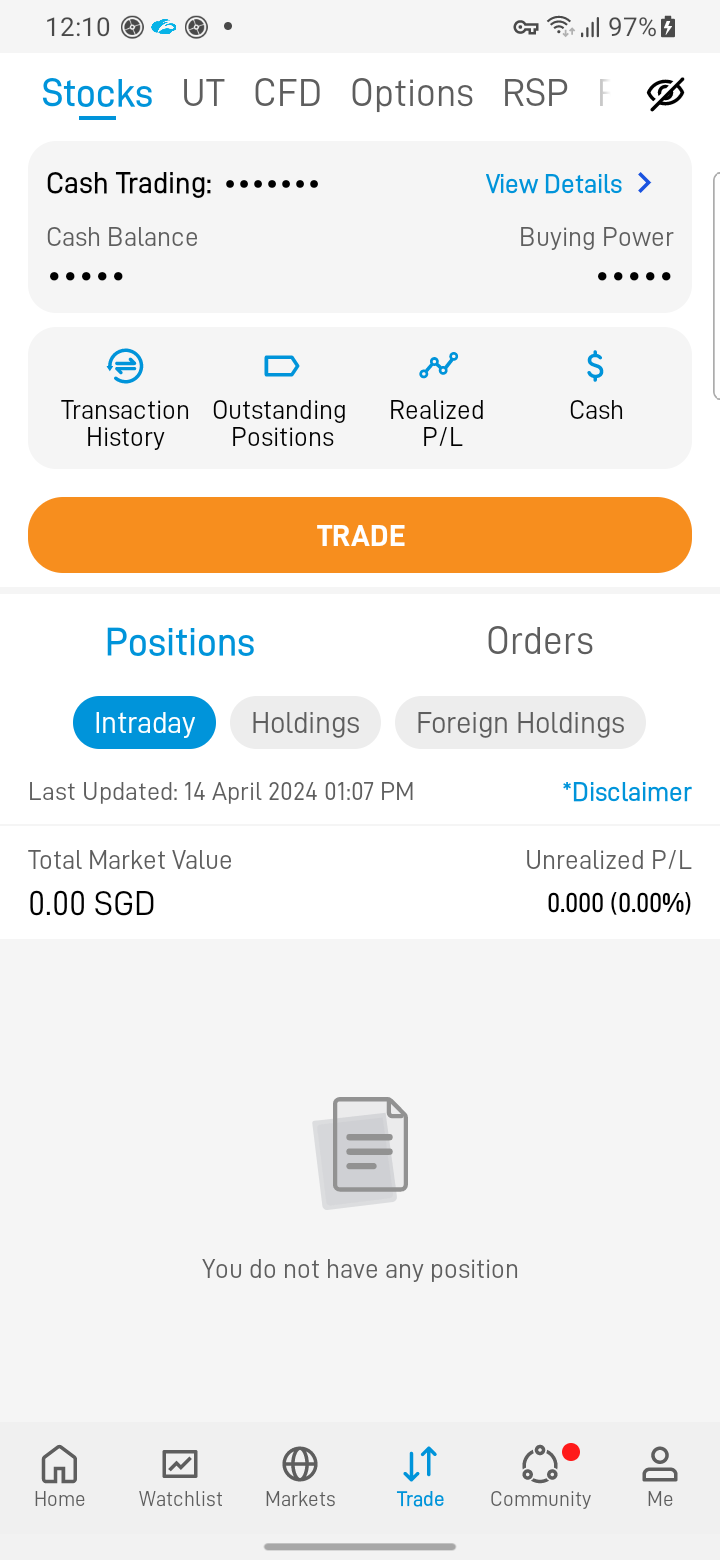 12:10
97%
Stocks UT CFD Options RSP
Cash Trading: •••••••
View Details
Cash Balance
Buying Power
•••••
•••••
Transaction History
Outstanding Positions
Realized P/L
Cash
TRADE
Positions
Orders
Intraday
Holdings
Foreign Holdings
Last Updated: 14 April 2024 01:07 PM
*Disclaimer
Total Market Value
Unrealized P/L
0.00 SGD
0.000 (0.00%)
You do not have any position
Home
Watchlist
Markets
Trade
Community
Me